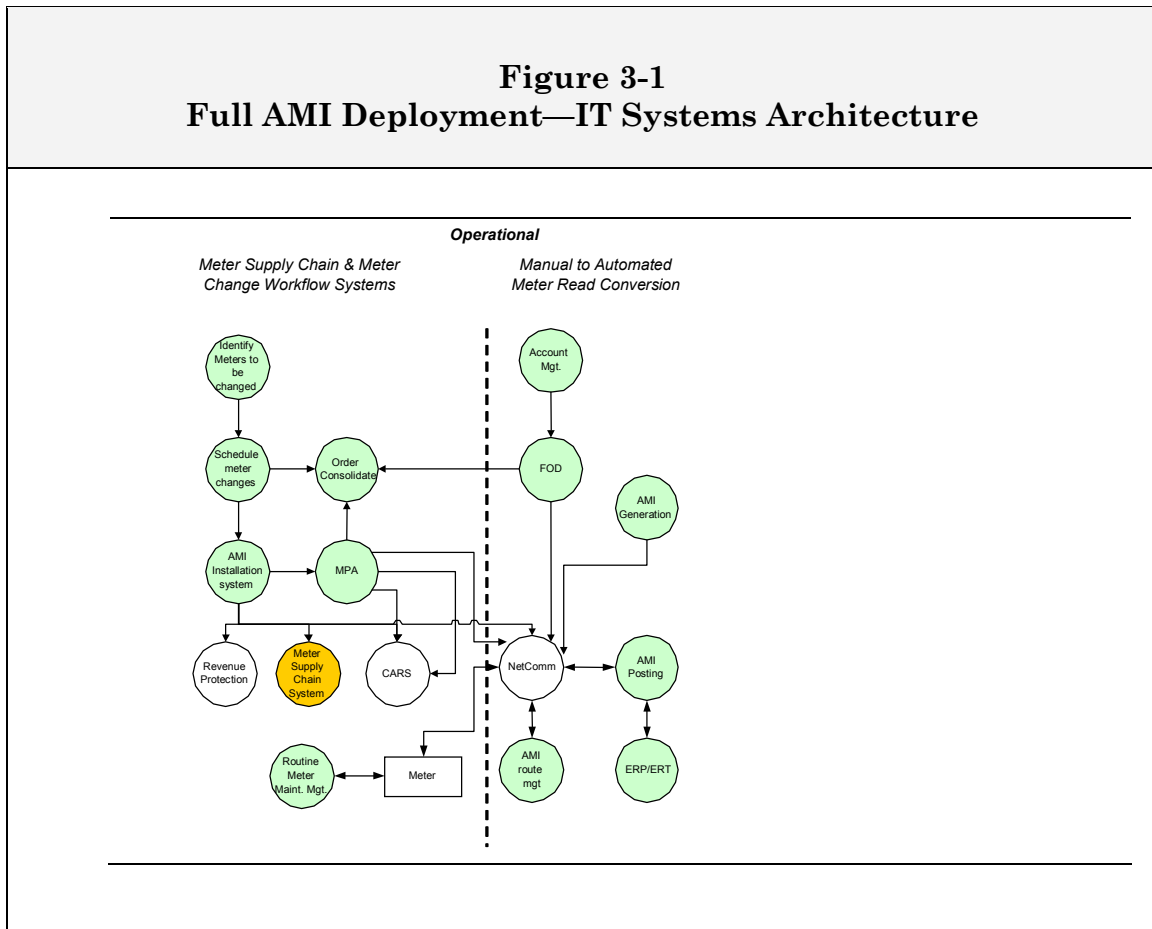 Figure 3-1
Full AMI Deployment—IT Systems Architecture
Operational
Meter Supply Chain & Meter
Change Workflow Systems
Manual to Automated
Meter Read Conversion
Identify
Meters to
be
changed
Account
Mgt.
Schedule
meter
changes
Order
Consolidate
FOD
AMI
Generation
AMI
Installation
system
MPA
Revenue
Protection
Meter
Supply
Chain
System
CARS
NetComm
AMI
Posting
Routine
Meter
Maint. Mgt.
Meter
AMI
route
mgt
ERP/ERT